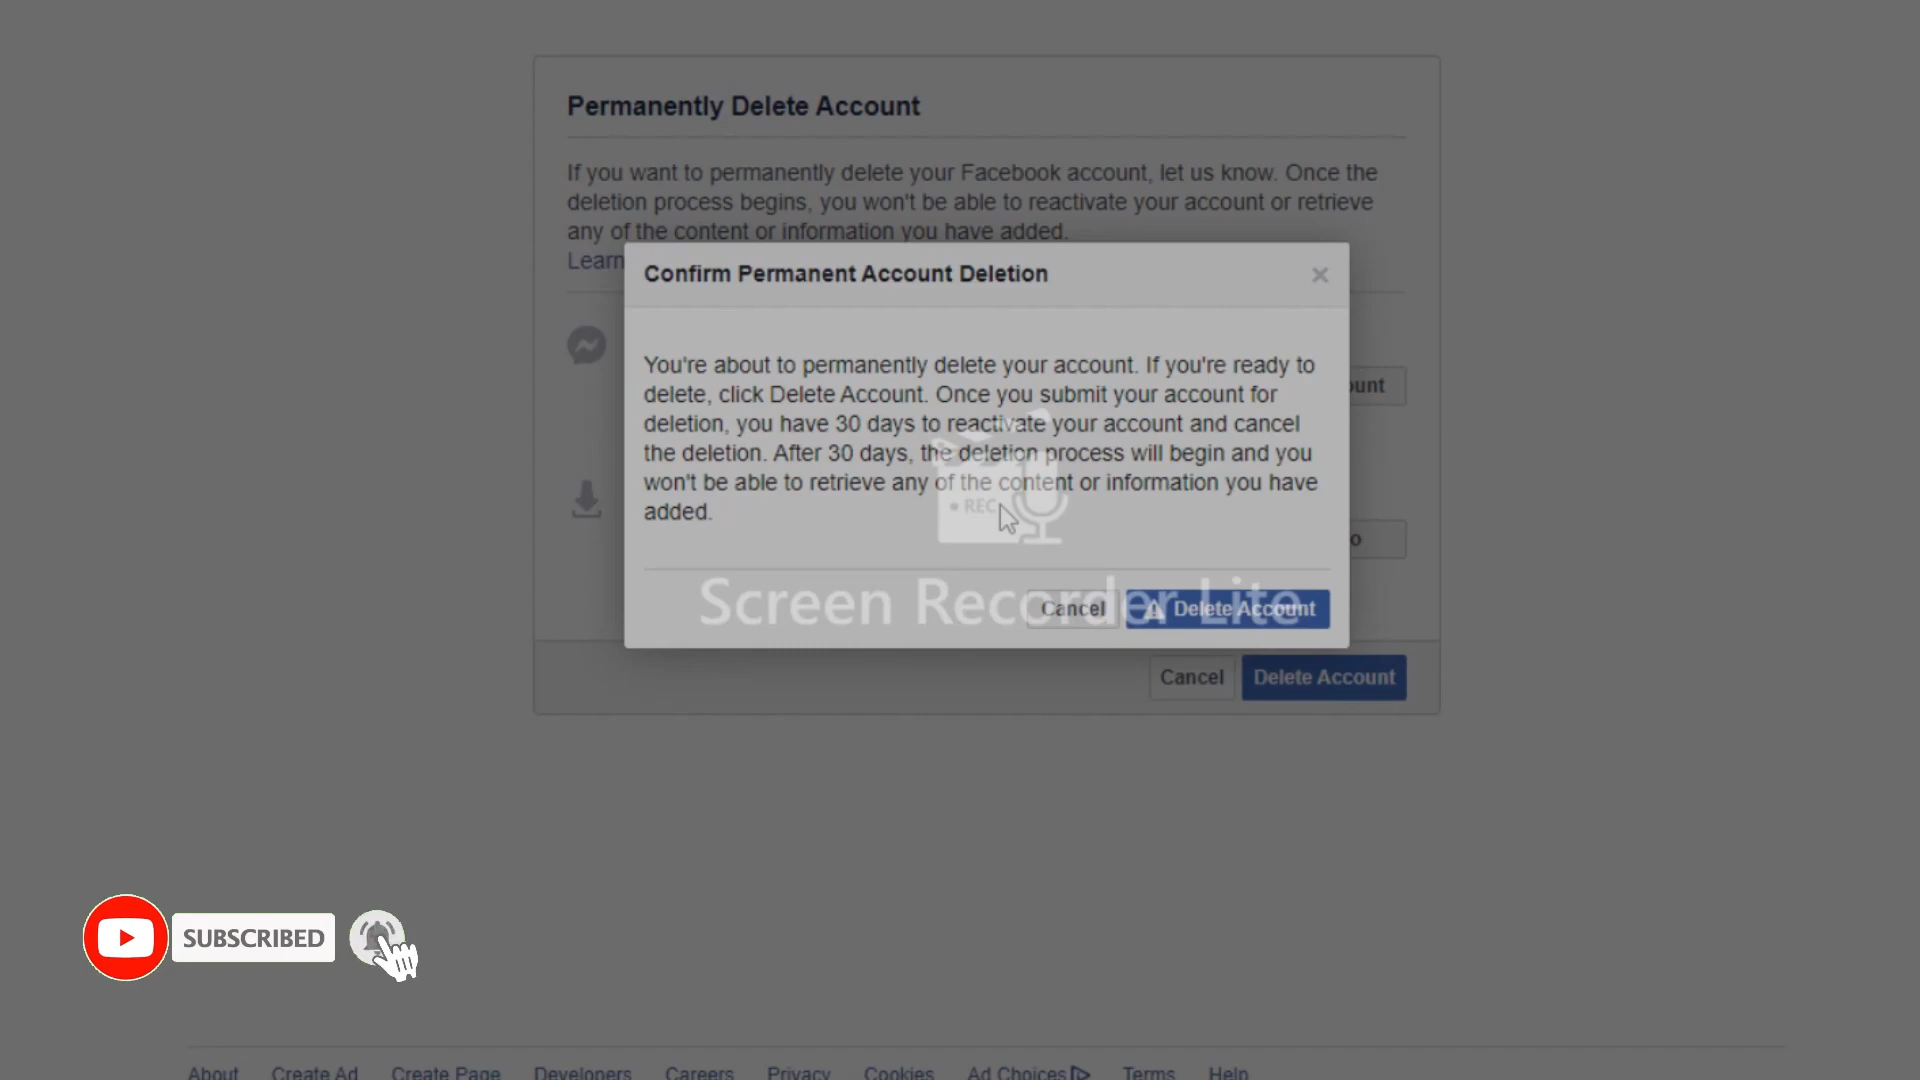 Permanently Delete Account
If you want to permanently delete your Facebook account, let us know. Once the
deletion process begins, you won't be able to reactivate your account or retrieve
any of the content or information you have added.
Learn
Confirm Permanent Account Deletion
You're about to permanently delete your account. If you're ready to
delete, click Delete Account. Once you submit your account for
deletion, you have 30 days to reactivate your account and cancel
the deletion. After 30 days, the deletion process will begin and you
won't be able to retrieve any of the content or information you have
added.
REC
Screen Recorder Lite
Cancel Delete Account
Cancel Delete Account
SUBSCRIBED
About Create Ad Create Page Developers Careers Privacy Cookies Ad Choices Terms Help